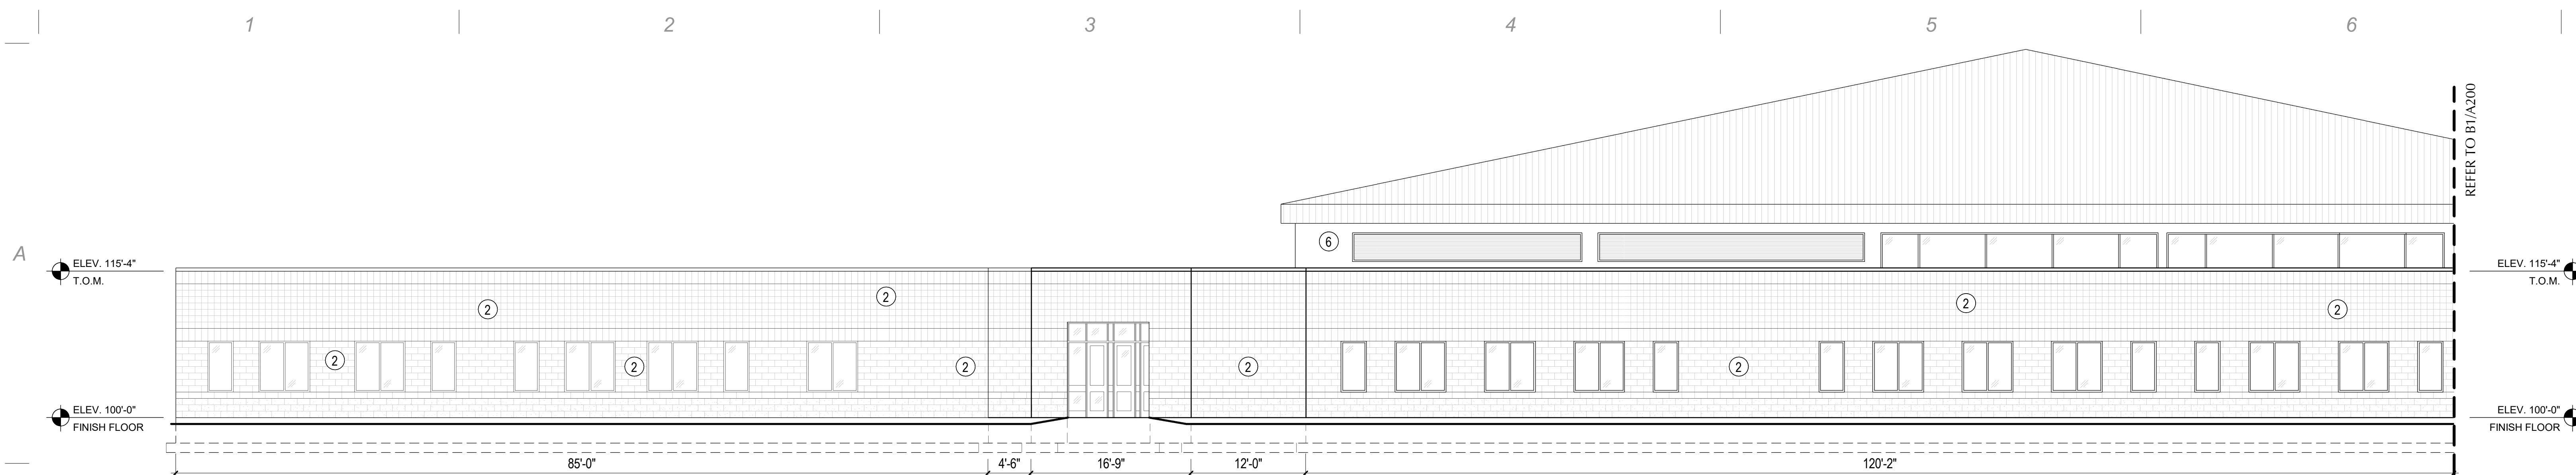 1 2 3 4 5 6
REFER TO B1/A200
6
A
ELEV. 115'-4"
T.O.M.
ELEV. 115'-4"
T.O.M.
2 2 2 2
2 2 2 2 2
ELEV. 100'-0"
FINISH FLOOR
ELEV. 100'-0"
FINISH FLOOR
85'-0" 4'-6" 16'-9" 12'-0" 120'-2"